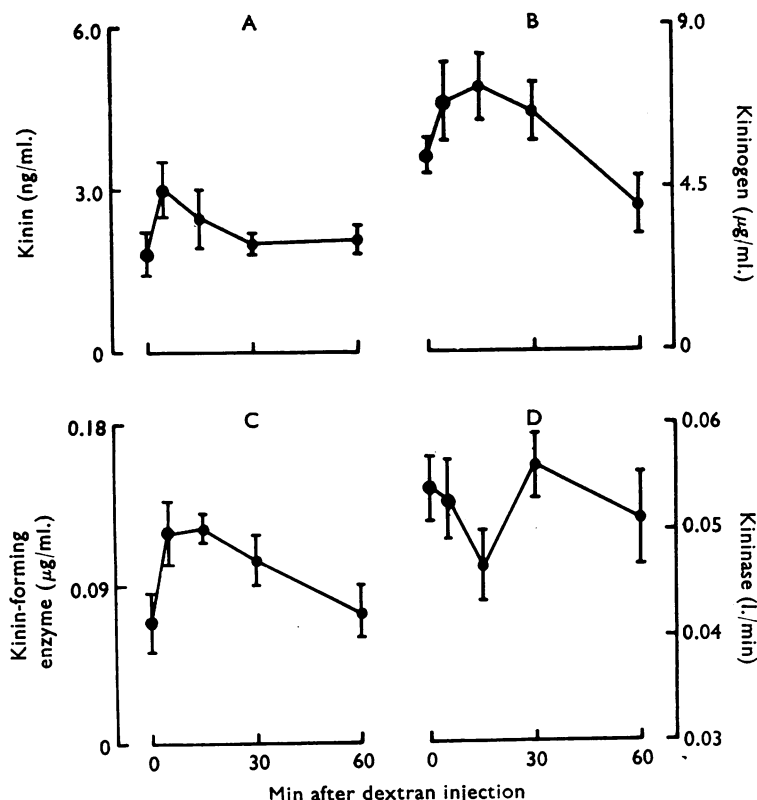 A
B
6.0
3.0
0
Kinin (ng/ml.)
9.0
4.5
0
Kininogen (μg/ml.)
C
D
0.18
0.09
0
Kinin-forming
enzyme (μg/ml.)
0.06
0.05
0.04
0.03
Kininase (l./min)
0
30
60
0
30
60
Min after dextran injection